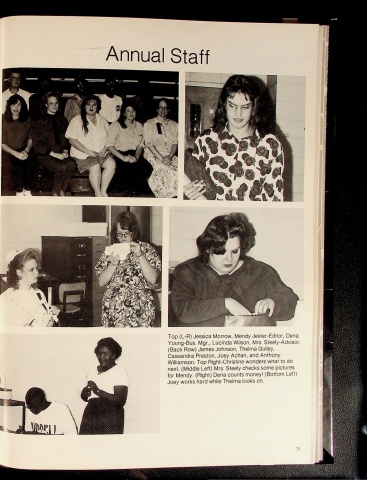 Annual Staff
Top (L-R) Jessica Morrow, Mendy Jester-Editor, Dena
Young-Bus. Mgr., Lucinda Wilson, Mrs. Steely-Advisor.
(Back Row) James Johnson, Thelma Golley,
Cassandra Preston, Joey Achan, and Anthony
Williamson. Top Right-Christine wonders what to do
next. (Middle Left) Mrs. Steely checks some pictures
for Mendy. (Right) Dena counts money! (Bottom Left)
Joey works hard while Thelma looks on.